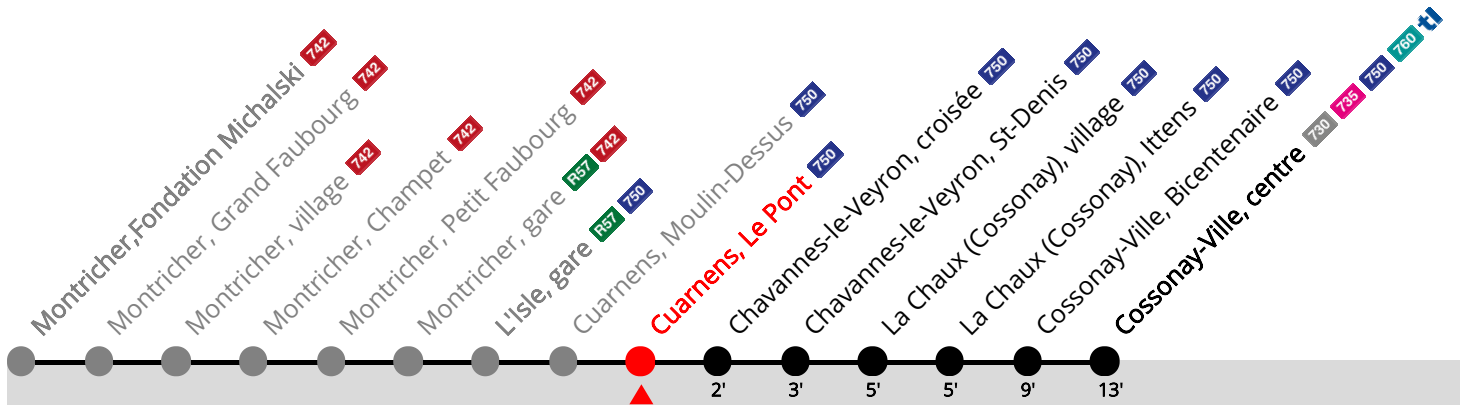 Montricher,Fondation Michalski 742
Montricher, Grand Faubourg 742
Montricher, village 742
Montricher, Champet 742
Montricher, Petit Faubourg 742
Montricher, gare R57 742
L'Isle, gare R57 750
Cuarnens, Moulin-Dessus 750
Cuarnens, Le Pont 750
Chavannes-le-Veyron, croisée 750
Chavannes-le-Veyron, St-Denis 750
La Chaux (Cossonay), village 750
La Chaux (Cossonay), Ittens 750
Cossonay-Ville, Bicentenaire 750
Cossonay-Ville, centre 730 735 750 760 tl
2' 3' 5' 5' 9' 13'